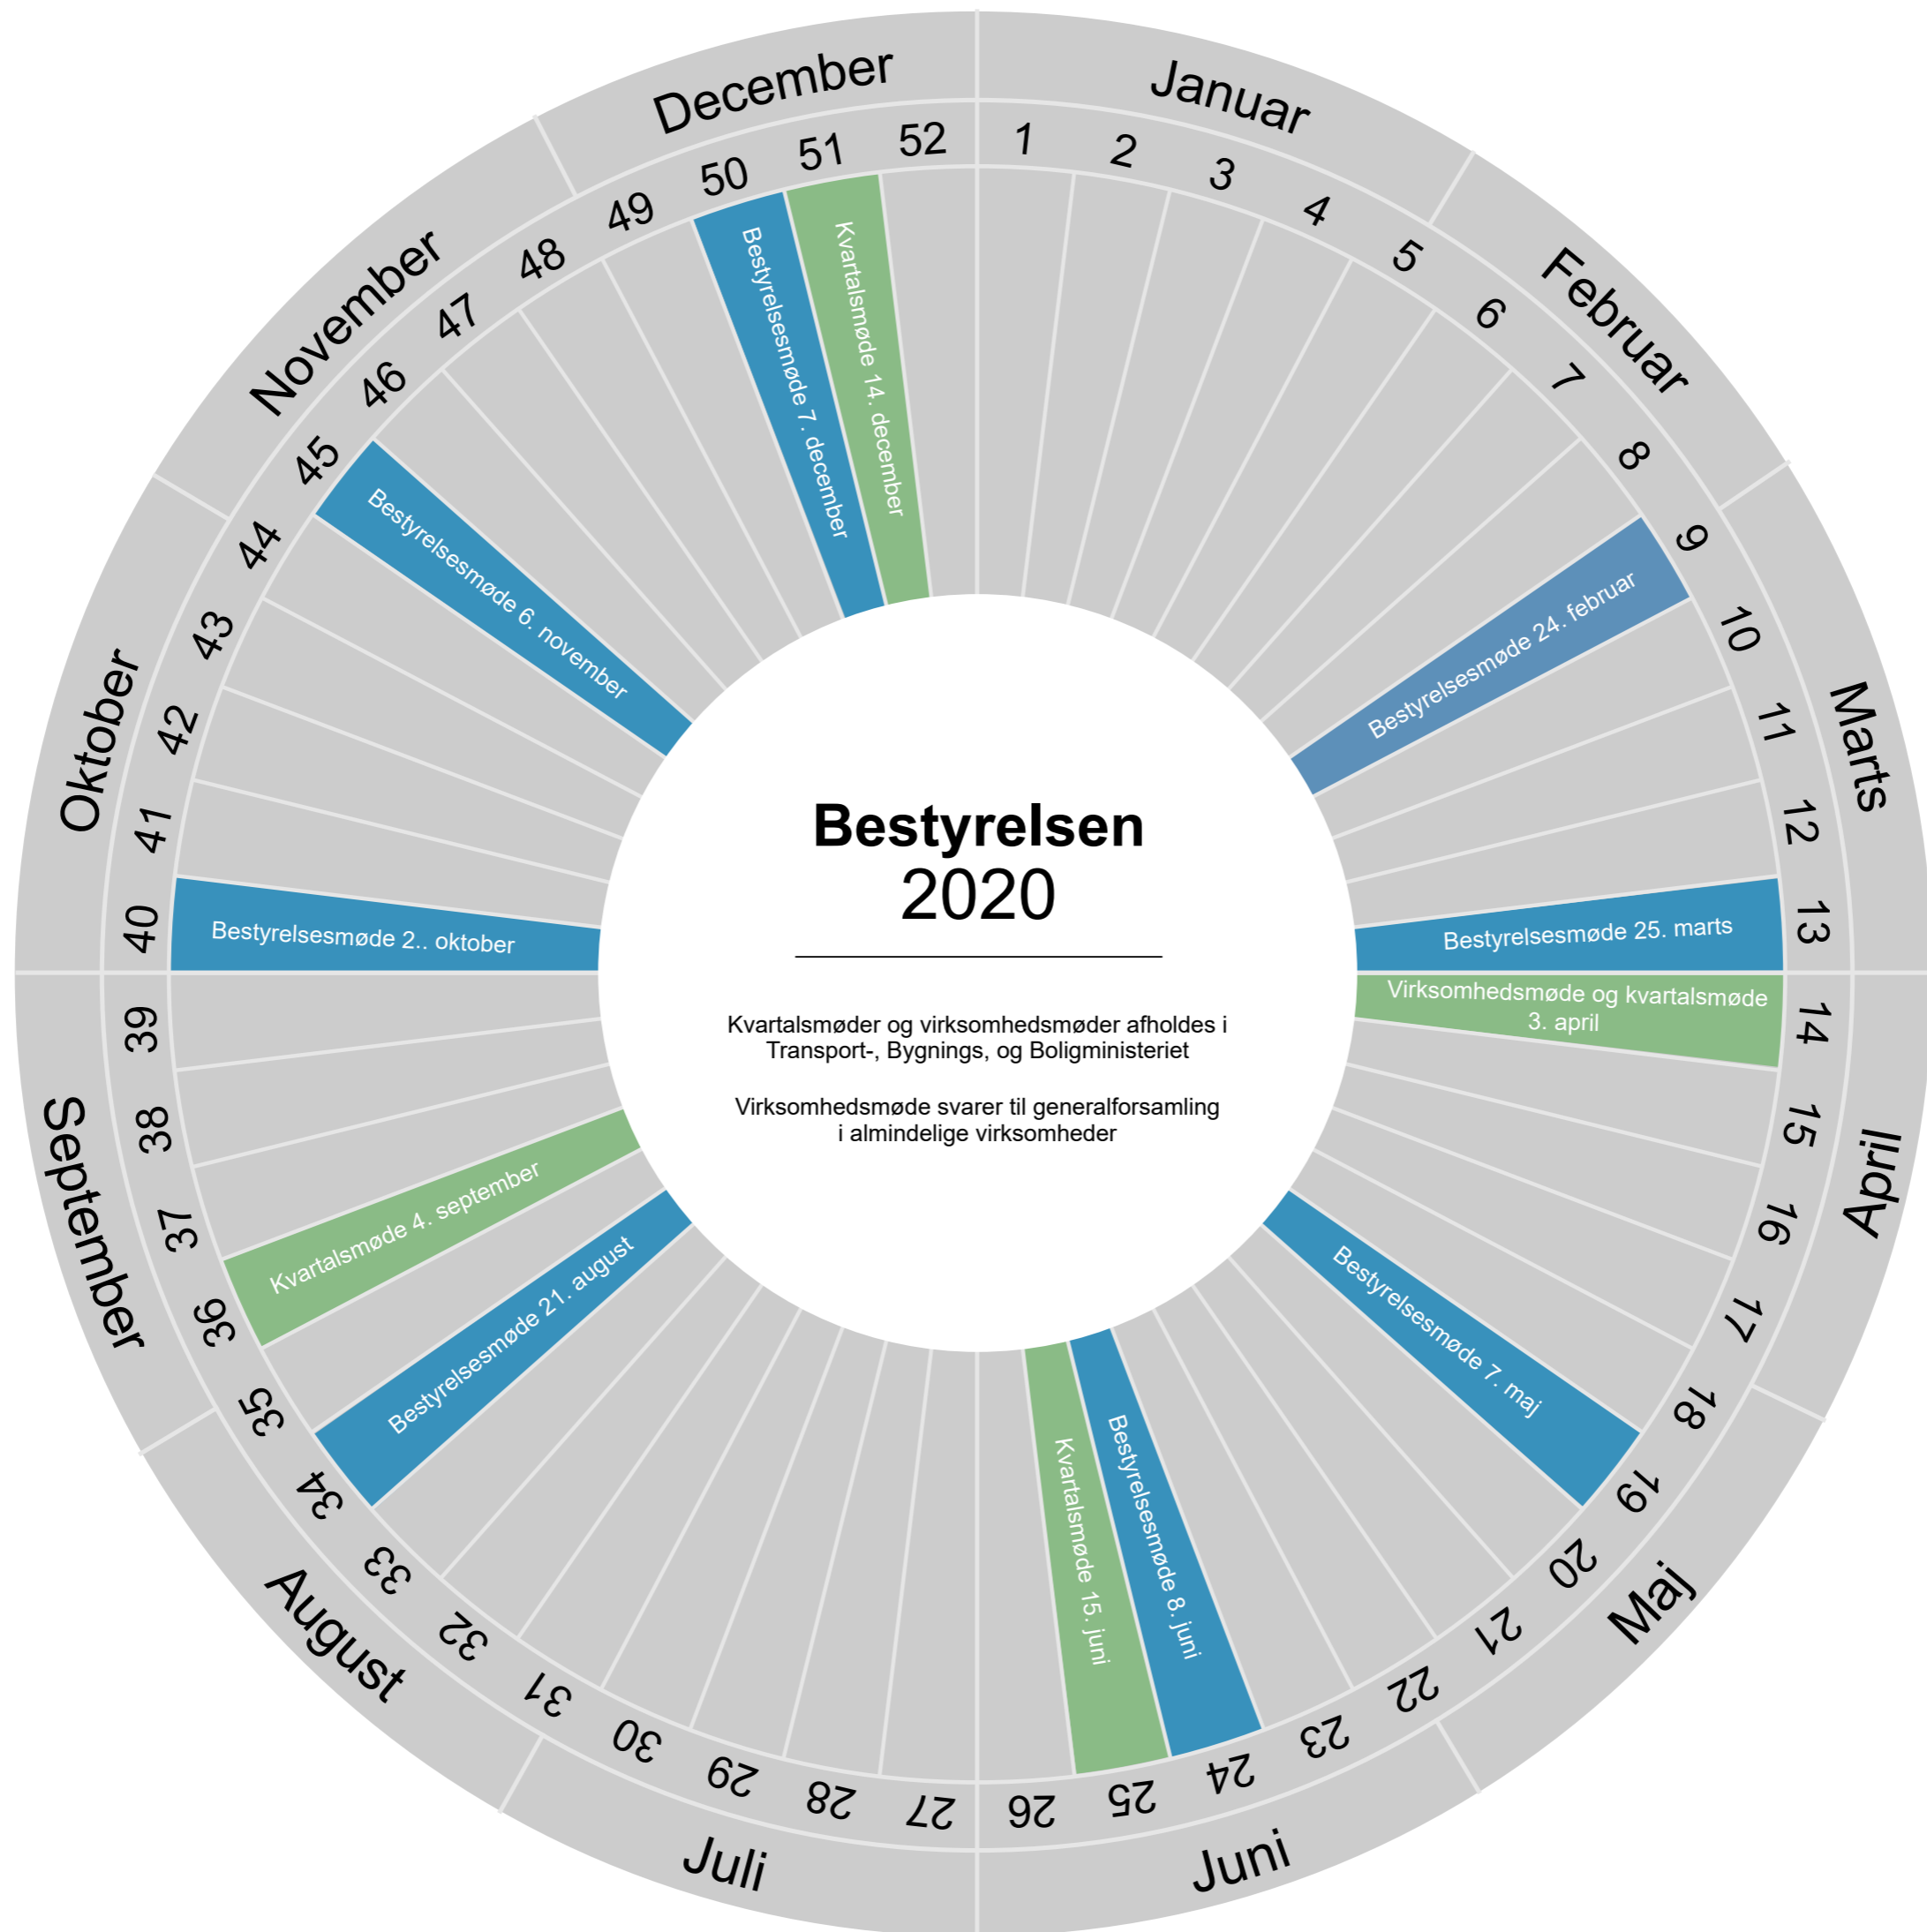 Januar
Februar
Marts
April
Maj
Juni
Juli
August
September
Oktober
November
December
1
2
3
4
5
6
7
8
9
10
11
12
13
14
15
16
17
18
19
20
21
22
23
24
25
26
27
28
29
30
31
32
33
34
35
36
37
38
39
40
41
42
43
44
45
46
47
48
49
50
51
52
Bestyrelsesmøde 24. februar
Bestyrelsesmøde 25. marts
Virksomhedsmøde og kvartalsmøde
3. april
Bestyrelsesmøde 7. maj
Bestyrelsesmøde 8. juni
Kvartalsmøde 15. juni
Bestyrelsesmøde 21. august
Kvartalsmøde 4. september
Bestyrelsesmøde 2.. oktober
Bestyrelsesmøde 6. november
Bestyrelsesmøde 7. december
Kvartalsmøde 14. december
Bestyrelsen
2020
Kvartalsmøder og virksomhedsmøder afholdes i
Transport-, Bygnings, og Boligministeriet
Virksomhedsmøde svarer til generalforsamling
i almindelige virksomheder